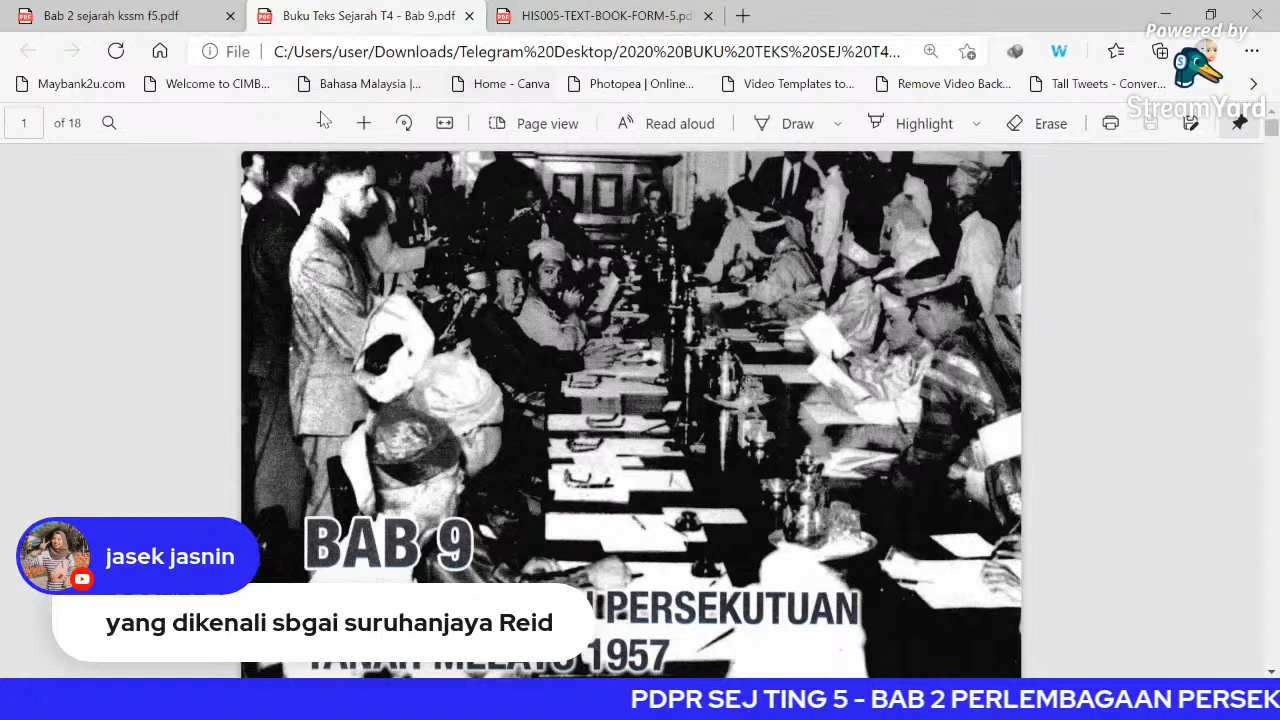 Bab 2 sejarah kssm f5.pdf
Buku Teks Sejarah T4 - Bab 9.pdf
HIS005-TEXT-BOOK-FORM-5.pd
Powered by
File
C:/Users/user/Downloads/Telegram%20Desktop/2020%20BUKU%20TEKS%20SEJ%20T4...
Maybank2u.com
Welcome to CIMB...
Bahasa Malaysia |...
Home - Canva
Photopea | Online...
Video Templates to...
Remove Video Back...
Tall Tweets - Conver...
StreamYard
1 of 18
Page view
Read aloud
Draw
Highlight
Erase
BAB 9
jasek jasnin
PERSEKUTUAN
yang dikenali sbgai suruhanjaya Reid
1957
PDPR SEJ TING 5 - BAB 2 PERLEMBAGAAN PERSEK